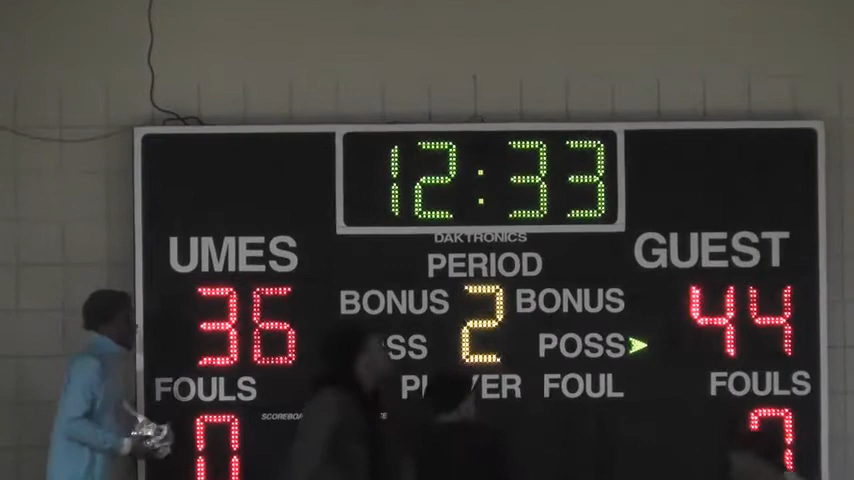 12:33
DAKTRONICS
UMES PERIOD GUEST
BONUS 2 BONUS
36 44
POSS
FOULS FOUL FOULS
0 7